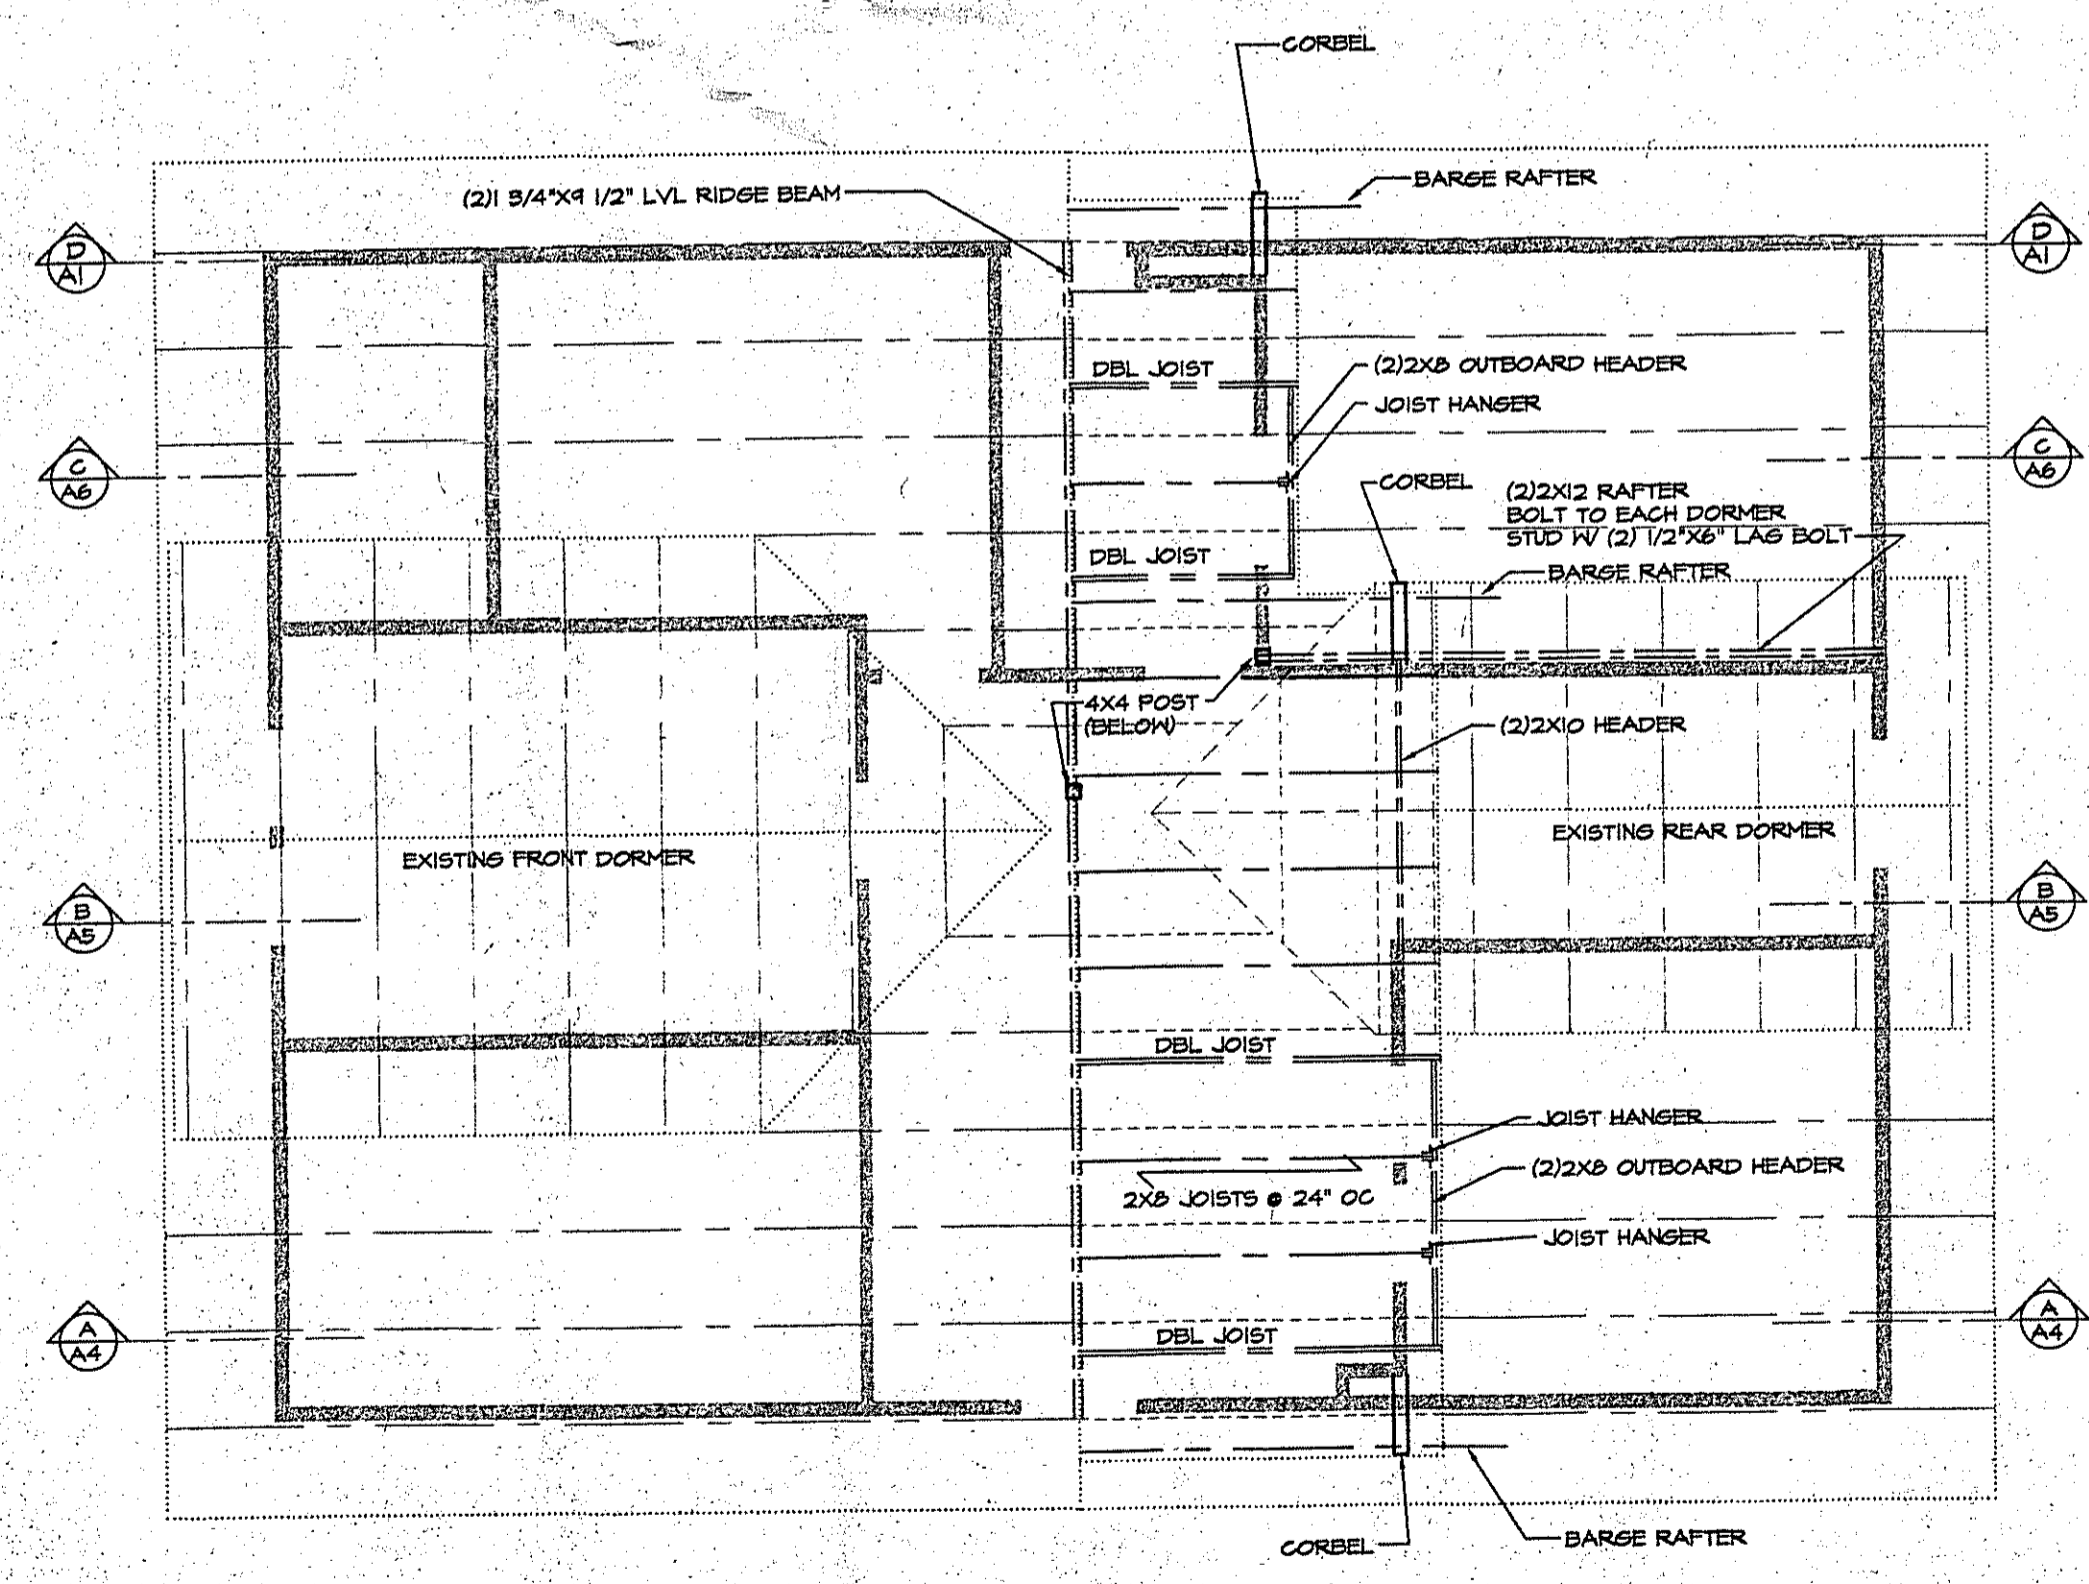 CORBEL
BARGE RAFTER
(2)1 3/4"X9 1/2" LVL RIDGE BEAM
D
A1
D
A1
DBL JOIST
(2)2X8 OUTBOARD HEADER
JOIST HANGER
C
A6
C
A6
CORBEL
(2)2X12 RAFTER
BOLT TO EACH DORMER
STUD W/ (2) 1/2"X6" LAG BOLT
DBL JOIST
BARGE RAFTER
4X4 POST
(BELOW)
(2)2X10 HEADER
EXISTING FRONT DORMER
EXISTING REAR DORMER
B
A5
B
A5
DBL JOIST
JOIST HANGER
(2)2X8 OUTBOARD HEADER
2X8 JOISTS @ 24" OC
JOIST HANGER
A
A4
A
A4
DBL JOIST
CORBEL
BARGE RAFTER